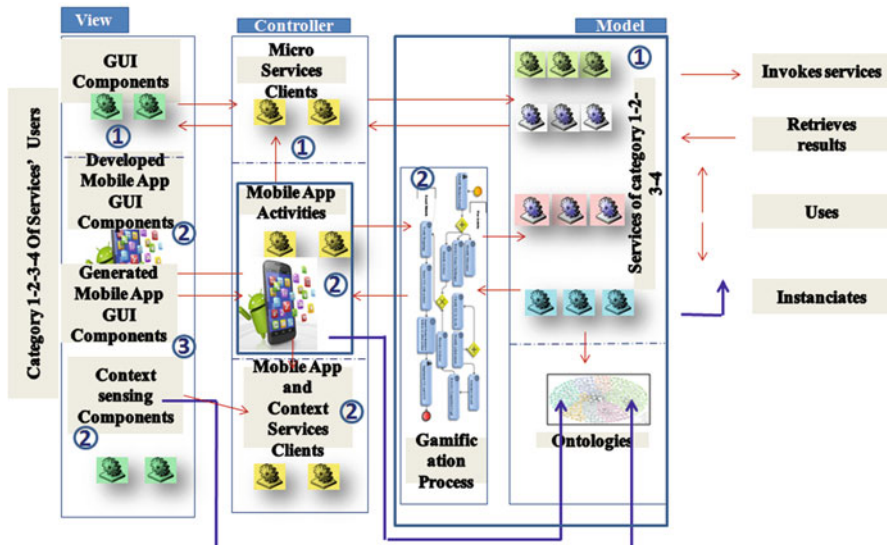 View
Controller
Model
Category 1-2-3-4 Of Services' Users
GUI
Components
1
Developed
Mobile App
GUI
Components
2
Generated
Mobile App
GUI
Components
3
Context
sensing
Components
2
Micro
Services
Clients
1
Mobile App
Activities
2
Mobile App
and
Context
Services
Clients
2
2
Gamific
ation
Process
1
Services of category 1-2-
3-4
Ontologies
Invokes services
Retrieves
results
Uses
Instanciates